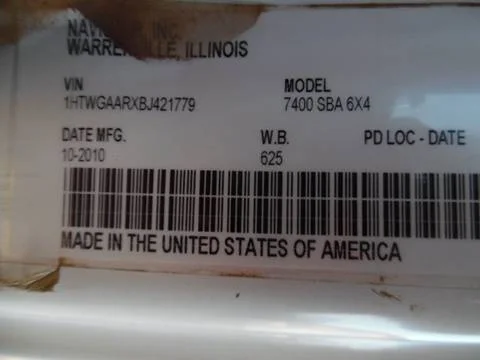 INC.
WARRENVILLE, ILLINOIS
VIN MODEL
1HTWGAARXBJ421779 7400 SBA 6X4
DATE MFG. W.B. PD LOC - DATE
10-2010 625
MADE IN THE UNITED STATES OF AMERICA